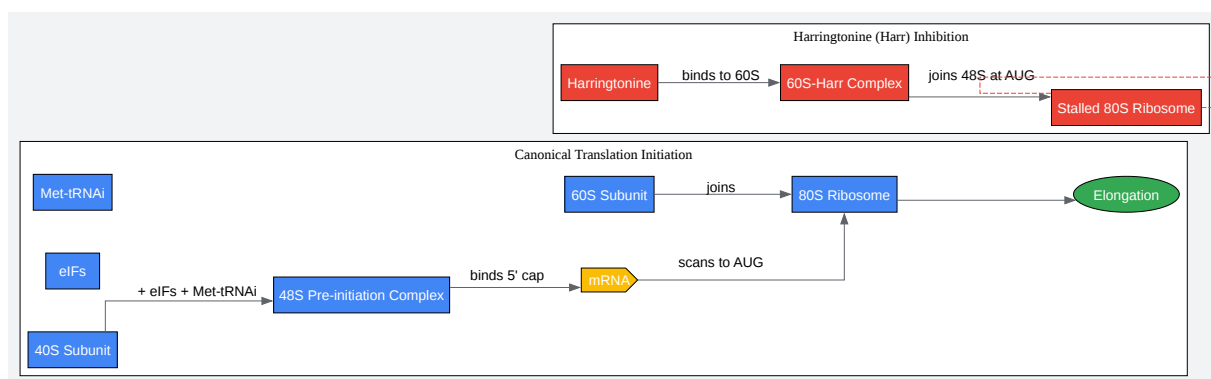 Harringtonine (Harr) Inhibition
Harringtonine
binds to 60S
60S-Harr Complex
joins 48S at AUG
Stalled 80S Ribosome
Canonical Translation Initiation
Met-tRNAi
60S Subunit
joins
80S Ribosome
Elongation
eIFs
+ eIFs + Met-tRNAi
48S Pre-initiation Complex
binds 5' cap
mRNA
scans to AUG
40S Subunit